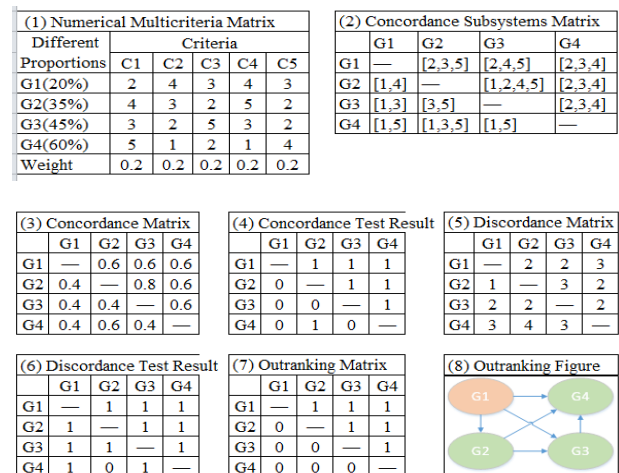 (1) Numerical Multicriteria Matrix
Different Proportions Criteria
C1 C2 C3 C4 C5
G1(20%) 2 4 3 4 3
G2(35%) 4 3 2 5 2
G3(45%) 3 2 5 3 2
G4(60%) 5 1 2 1 4
Weight 0.2 0.2 0.2 0.2 0.2
(2) Concordance Subsystems Matrix
G1 G2 G3 G4
G1 — [2,3,5] [2,4,5] [2,3,4]
G2 [1,4] — [1,2,4,5] [2,3,4]
G3 [1,3] [3,5] — [2,3,4]
G4 [1,5] [1,3,5] [1,5] —
(3) Concordance Matrix
G1 G2 G3 G4
G1 — 0.6 0.6 0.6
G2 0.4 — 0.8 0.6
G3 0.4 0.4 — 0.6
G4 0.4 0.6 0.4 —
(4) Concordance Test Result
G1 G2 G3 G4
G1 — 1 1 1
G2 0 — 1 1
G3 0 0 — 1
G4 0 1 0 —
(5) Discordance Matrix
G1 G2 G3 G4
G1 — 2 2 3
G2 1 — 3 2
G3 2 2 — 2
G4 3 4 3 —
(6) Discordance Test Result
G1 G2 G3 G4
G1 — 1 1 1
G2 1 — 1 1
G3 1 1 — 1
G4 1 0 1 —
(7) Outranking Matrix
G1 G2 G3 G4
G1 — 1 1 1
G2 0 — 1 1
G3 0 0 — 1
G4 0 0 0 —
(8) Outranking Figure
G1 G4
G2 G3